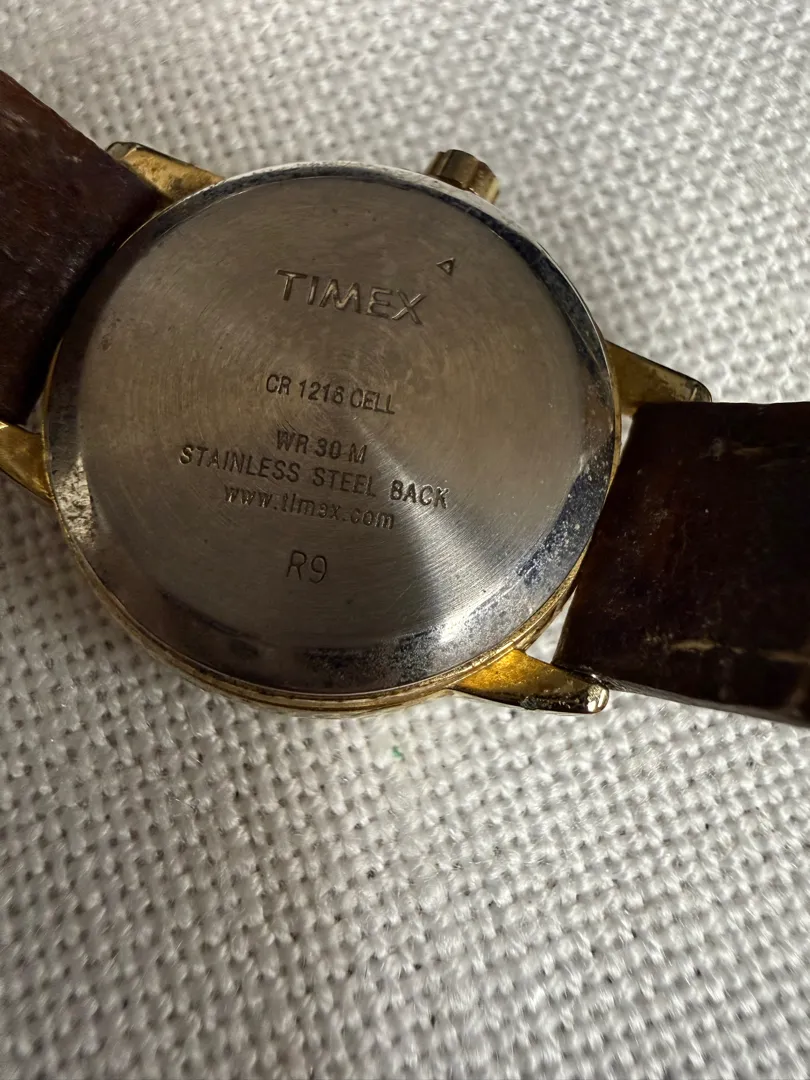 TIMEX
CR 1216 CELL
WR 30 M
STAINLESS STEEL BACK
www.timex.com
R9